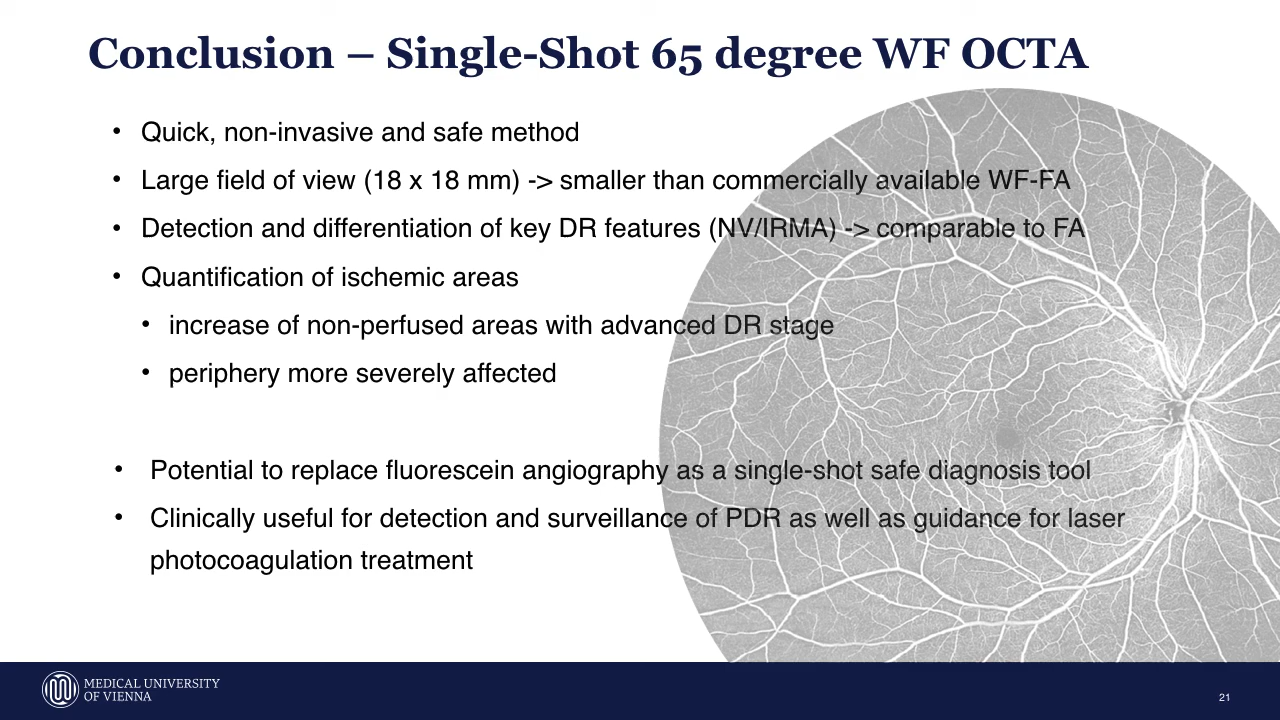 Conclusion – Single-Shot 65 degree WF OCTA
• Quick, non-invasive and safe method
• Large field of view (18 x 18 mm) -> smaller than commercially available WF-FA
• Detection and differentiation of key DR features (NV/IRMA) -> comparable to FA
• Quantification of ischemic areas
• increase of non-perfused areas with advanced DR stage
• periphery more severely affected
• Potential to replace fluorescein angiography as a single-shot safe diagnosis tool
• Clinically useful for detection and surveillance of PDR as well as guidance for laser
photocoagulation treatment
MEDICAL UNIVERSITY
OF VIENNA
21